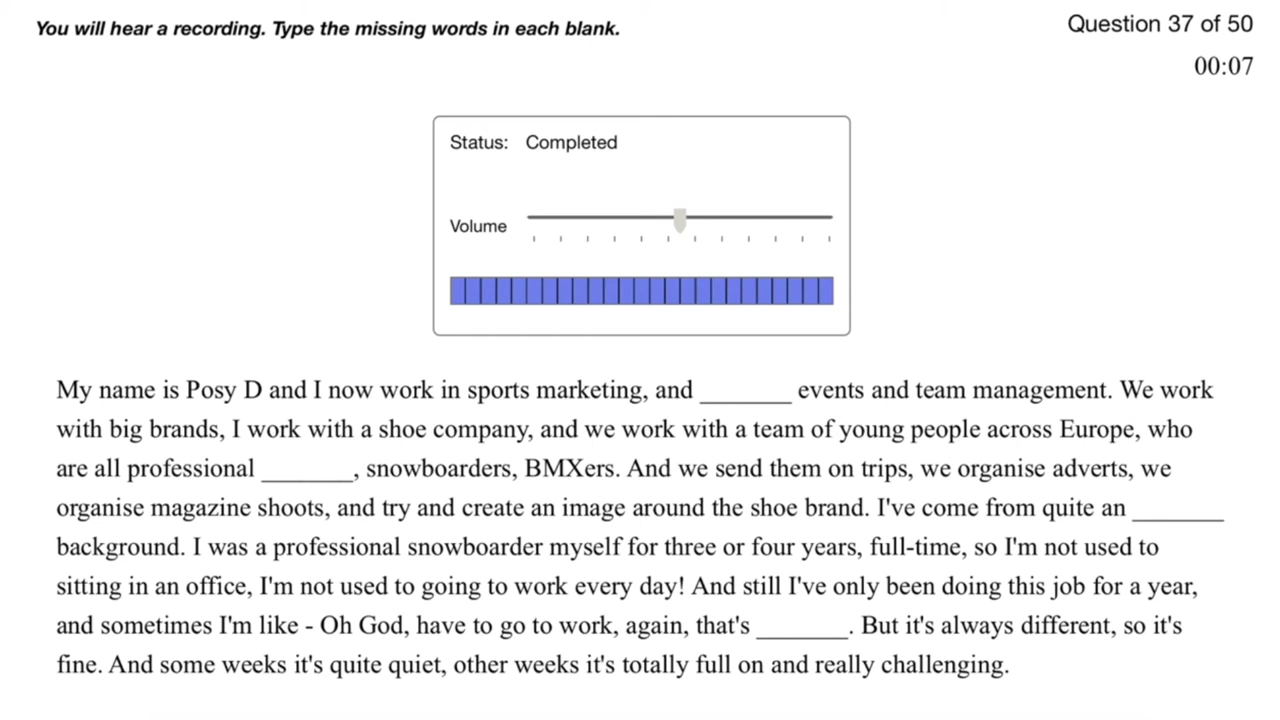 You will hear a recording. Type the missing words in each blank.
Question 37 of 50
00:07
Status: Completed
Volume
My name is Posy D and I now work in sports marketing, and _______ events and team management. We work
with big brands, I work with a shoe company, and we work with a team of young people across Europe, who
are all professional _______, snowboarders, BMXers. And we send them on trips, we organise adverts, we
organise magazine shoots, and try and create an image around the shoe brand. I've come from quite an _______
background. I was a professional snowboarder myself for three or four years, full-time, so I'm not used to
sitting in an office, I'm not used to going to work every day! And still I've only been doing this job for a year,
and sometimes I'm like - Oh God, have to go to work, again, that's _______. But it's always different, so it's
fine. And some weeks it's quite quiet, other weeks it's totally full on and really challenging.